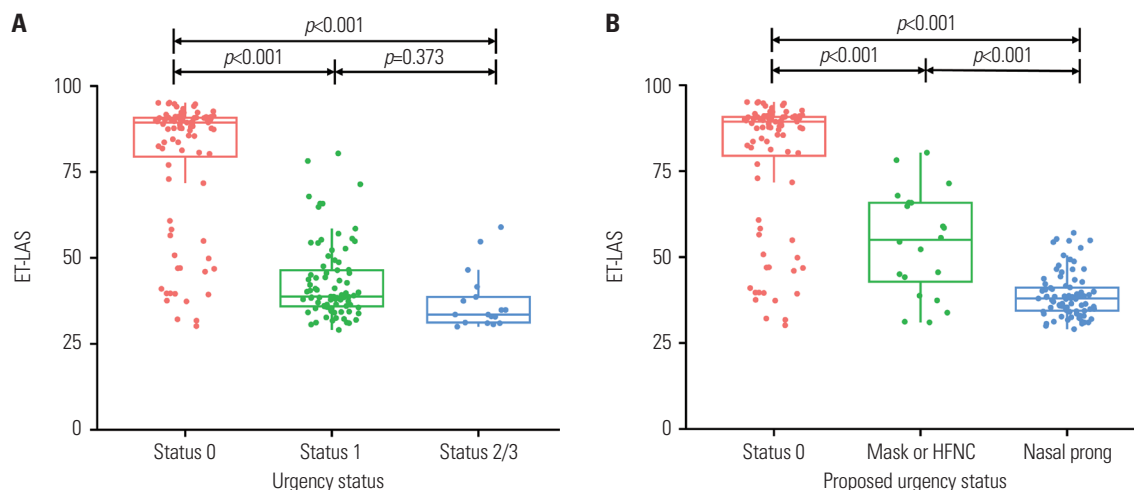 A
p<0.001
p<0.001
p=0.373
100
75
50
25
0
ET-LAS
Status 0
Status 1
Status 2/3
Urgency status
B
p<0.001
p<0.001
p<0.001
100
75
50
25
0
ET-LAS
Status 0
Mask or HFNC
Nasal prong
Proposed urgency status